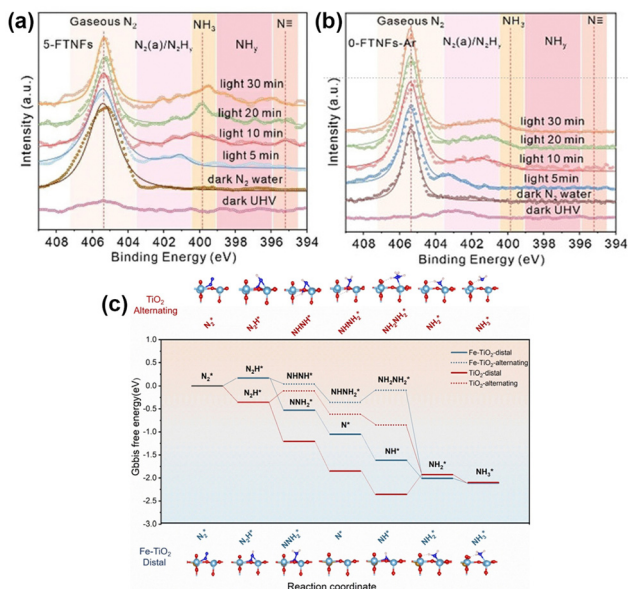 (a)
Gaseous N₂
5-FTNFs
N₂(a)/N₂Hᵧ
NH₃
NHᵧ
N≡
light 30 min
light 20 min
light 10 min
light 5 min
dark N₂ water
dark UHV
Intensity (a.u.)
408 406 404 402 400 398 396 394
Binding Energy (eV)
(b)
Gaseous N₂
0-FTNFs-Ar
N₂(a)/N₂Hᵧ
NH₃
NHᵧ
N≡
light 30 min
light 20 min
light 10 min
light 5min
dark N₂ water
dark UHV
Intensity (a.u.)
408 406 404 402 400 398 396 394
Binding Energy (eV)
(c)
TiO₂
Alternating
N₂* N₂H* NHNH* NHNH₂* NH₂NH₂* NH₂* NH₃*
Gbbis free energy(eV)
1.0
0.5
0.0
-0.5
-1.0
-1.5
-2.0
-2.5
-3.0
Fe-TiO₂-distal
Fe-TiO₂-alternating
TiO₂-distal
TiO₂-alternating
N₂*
N₂H*
NHNH*
NH₂NH₂*
N₂H*
NNH₂*
NHNH₂*
N*
NH*
NH₂*
NH₃*
N₂* N₂H* NNH₂* N* NH* NH₂* NH₃*
Fe-TiO₂
Distal
Reaction coordinate